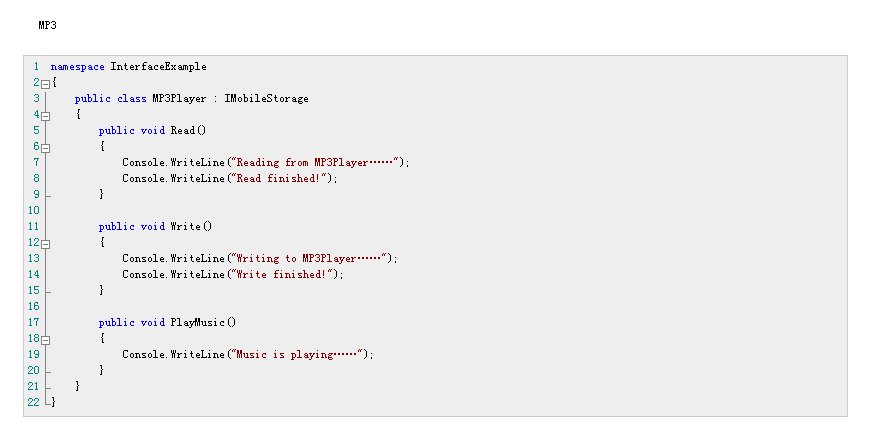 MP3
1 namespace InterfaceExample
2 {
3 public class MP3Player : IMobileStorage
4 {
5 public void Read()
6 {
7 Console.WriteLine("Reading from MP3Player……");
8 Console.WriteLine("Read finished!");
9 }
10
11 public void Write()
12 {
13 Console.WriteLine("Writing to MP3Player……");
14 Console.WriteLine("Write finished!");
15 }
16
17 public void PlayMusic()
18 {
19 Console.WriteLine("Music is playing……");
20 }
21 }
22 }